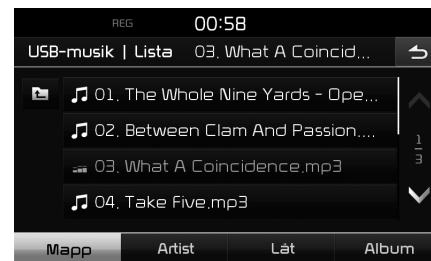 REG 00:58
USB-musik | Lista 03. What A Coincid...
01. The Whole Nine Yards - Ope...
02. Between Clam And Passion....
03. What A Coincidence.mp3
04. Take Five.mp3
1
3
Mapp Artist Låt Album